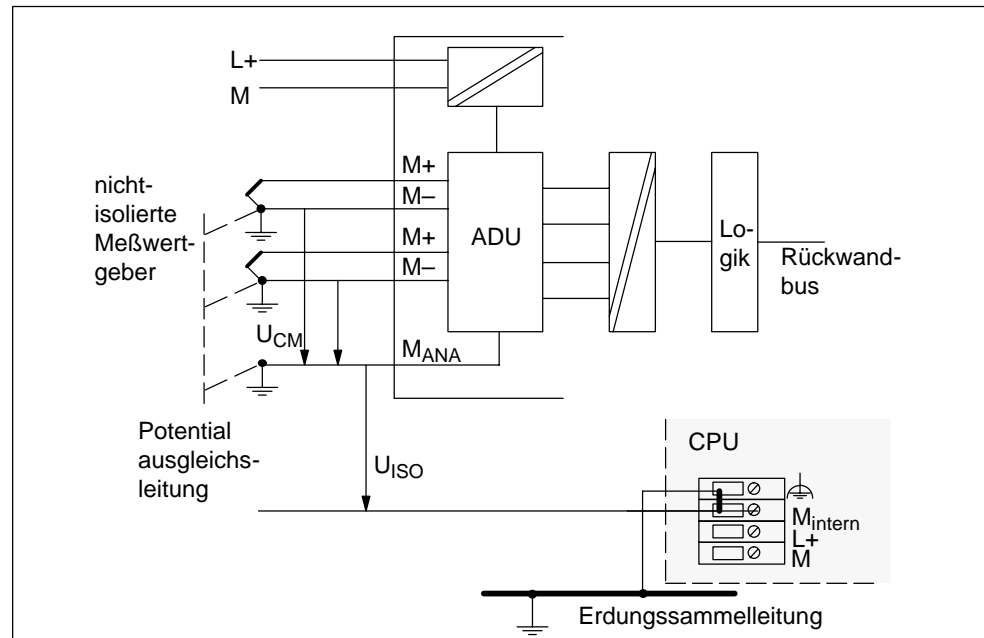 L+
M
nicht-
isolierte
Meßwert-
geber
M+
M–
M+
M–
ADU
Lo-
gik
Rückwand-
bus
UCM
MANA
Potential
ausgleichs-
leitung
UISO
CPU
Mintern
L+
M
Erdungssammelleitung